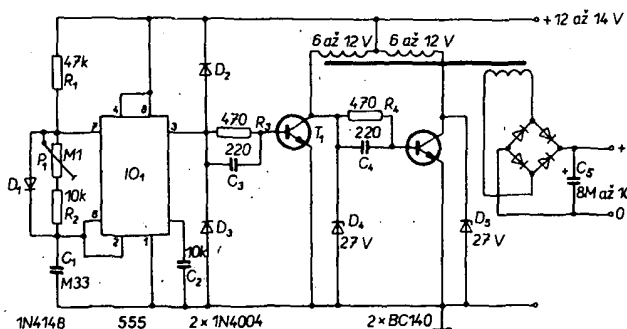 +12 až 14 V
6 až 12 V 6 až 12 V
47k
R1
D2
4 8
7 3
470
R3
T1
470
R4
P1
M1
IO1
220
C3
220
C4
+
D1
10k
R2
+ C5
8M až 10
0
6
2 1
D3
D4
27 V
D5
27 V
10k
C2
C1
M33
1N4148 555 2 × 1N4004 2 × BC140